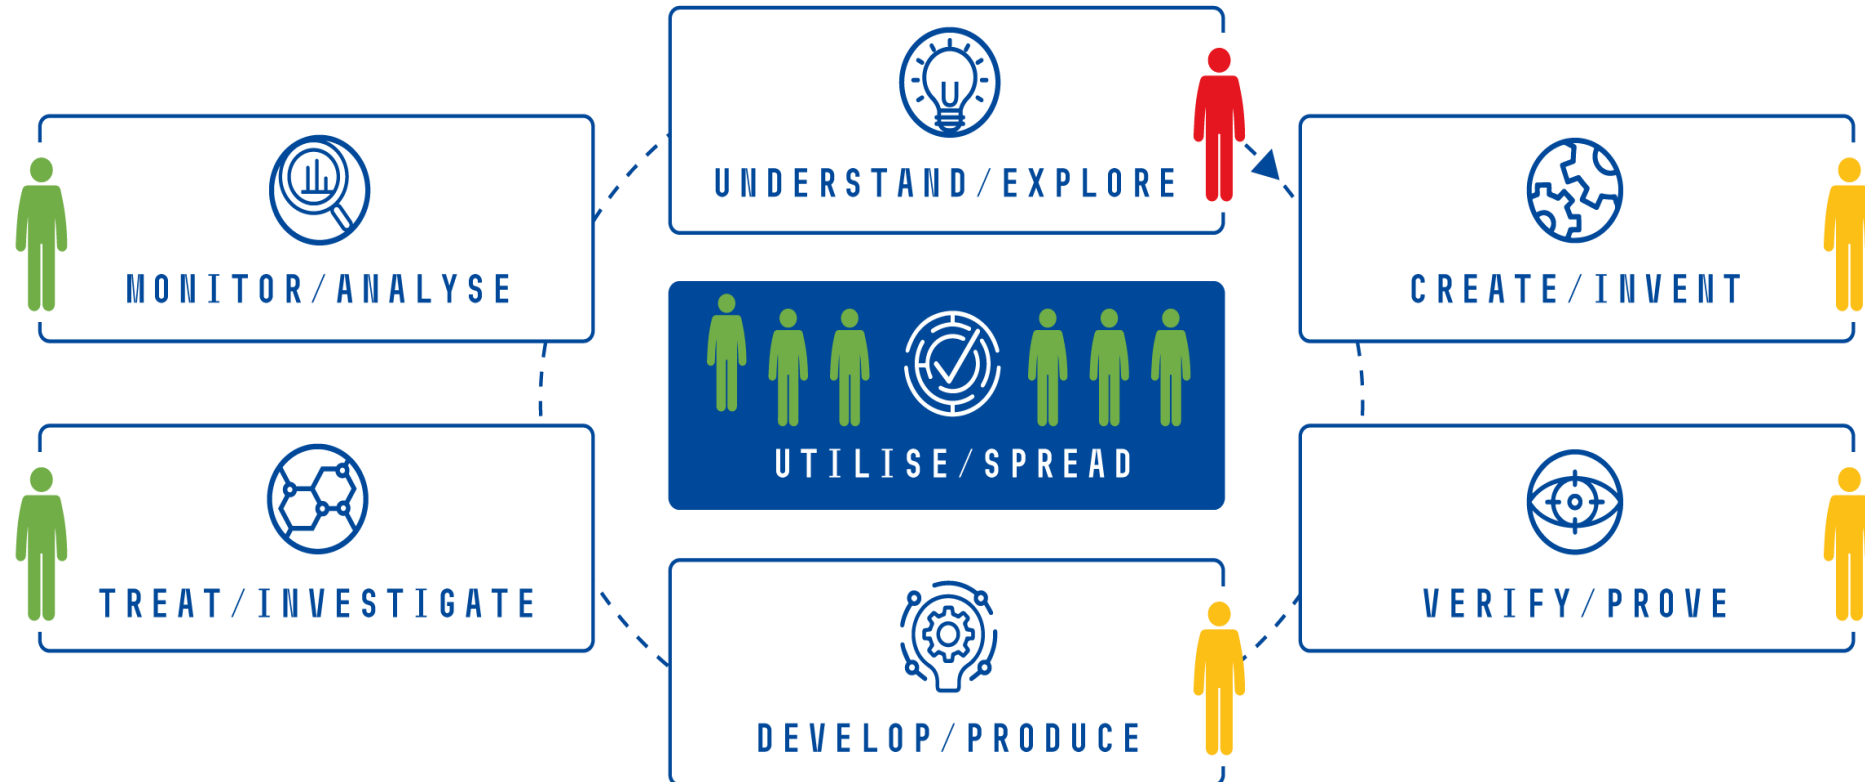 UNDERSTAND/EXPLORE
MONITOR/ANALYSE
CREATE/INVENT
UTILISE/SPREAD
TREAT/INVESTIGATE
VERIFY/PROVE
DEVELOP/PRODUCE